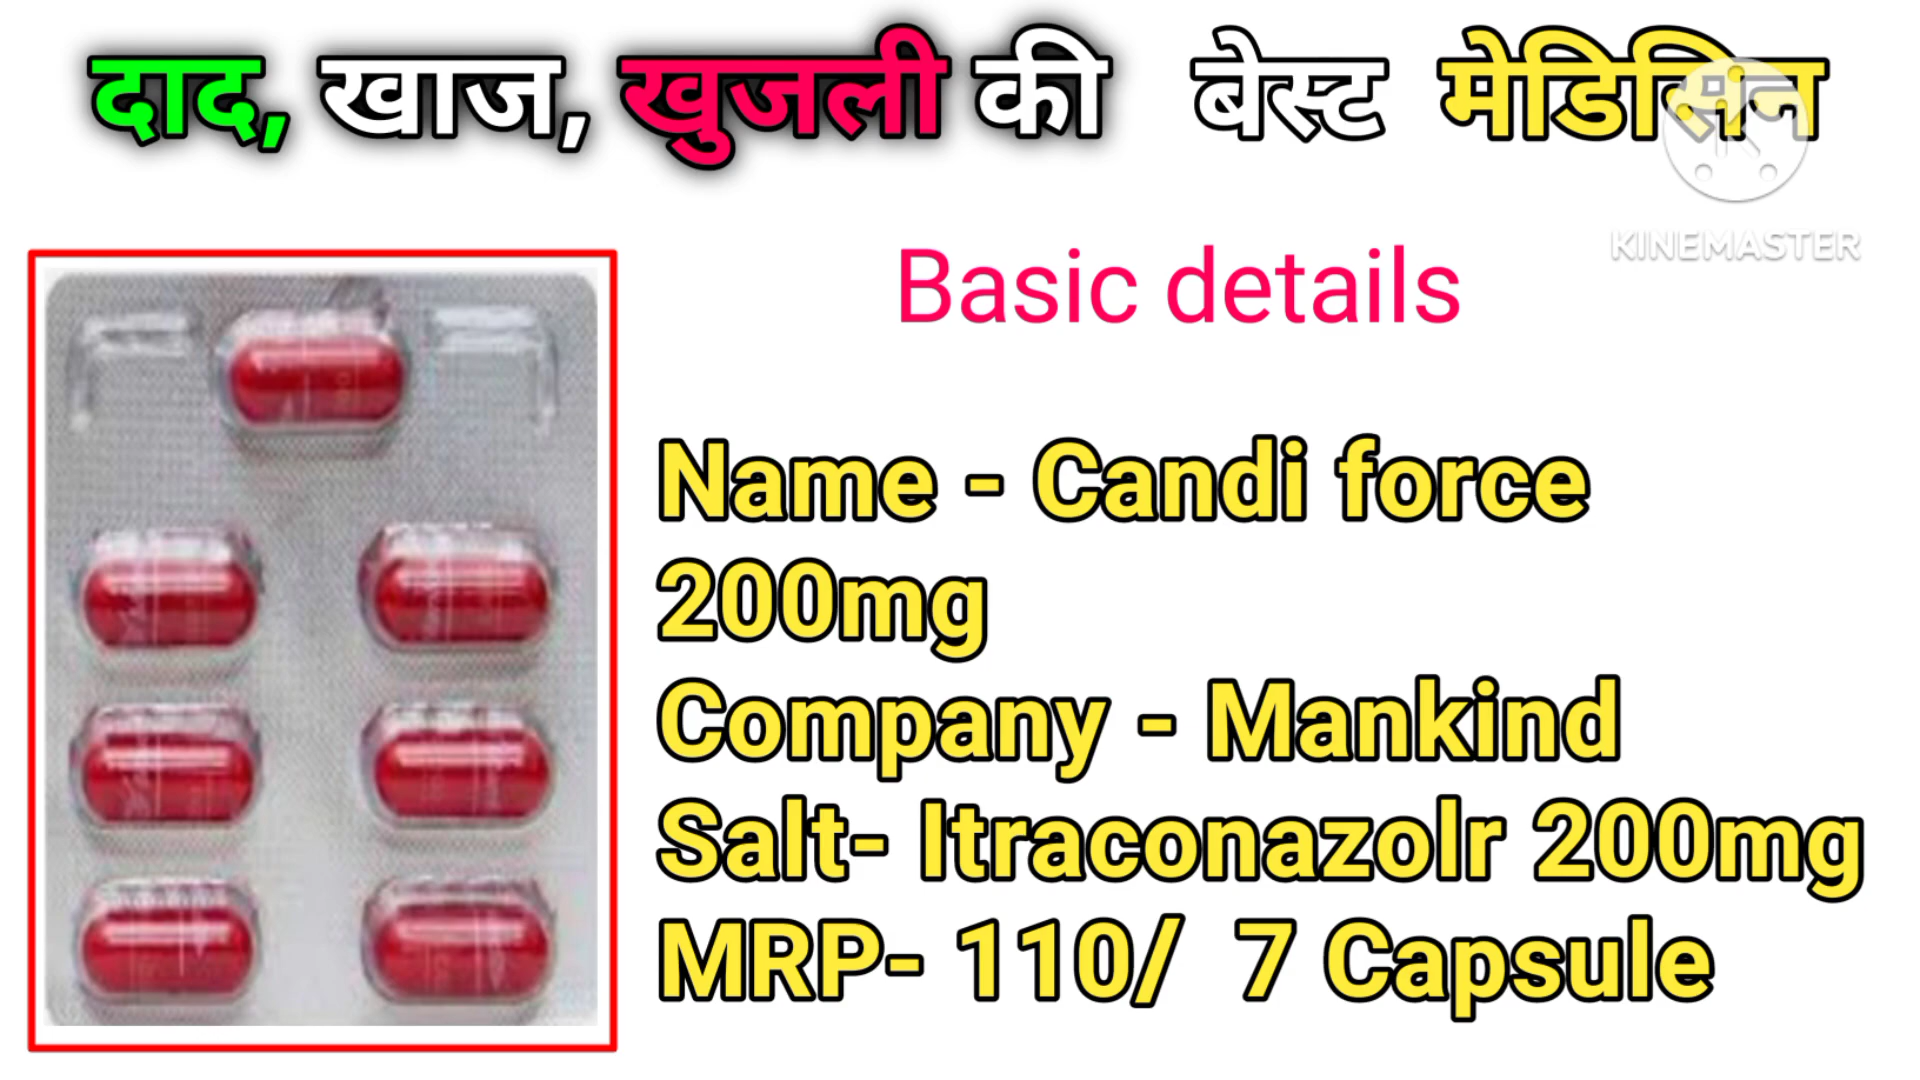 दाद, खाज, खुजली की बेस्ट मेडिसिन
KINEMASTER
Basic details
Name - Candi force
200mg
Company - Mankind
Salt- Itraconazolr 200mg
MRP- 110/ 7 Capsule